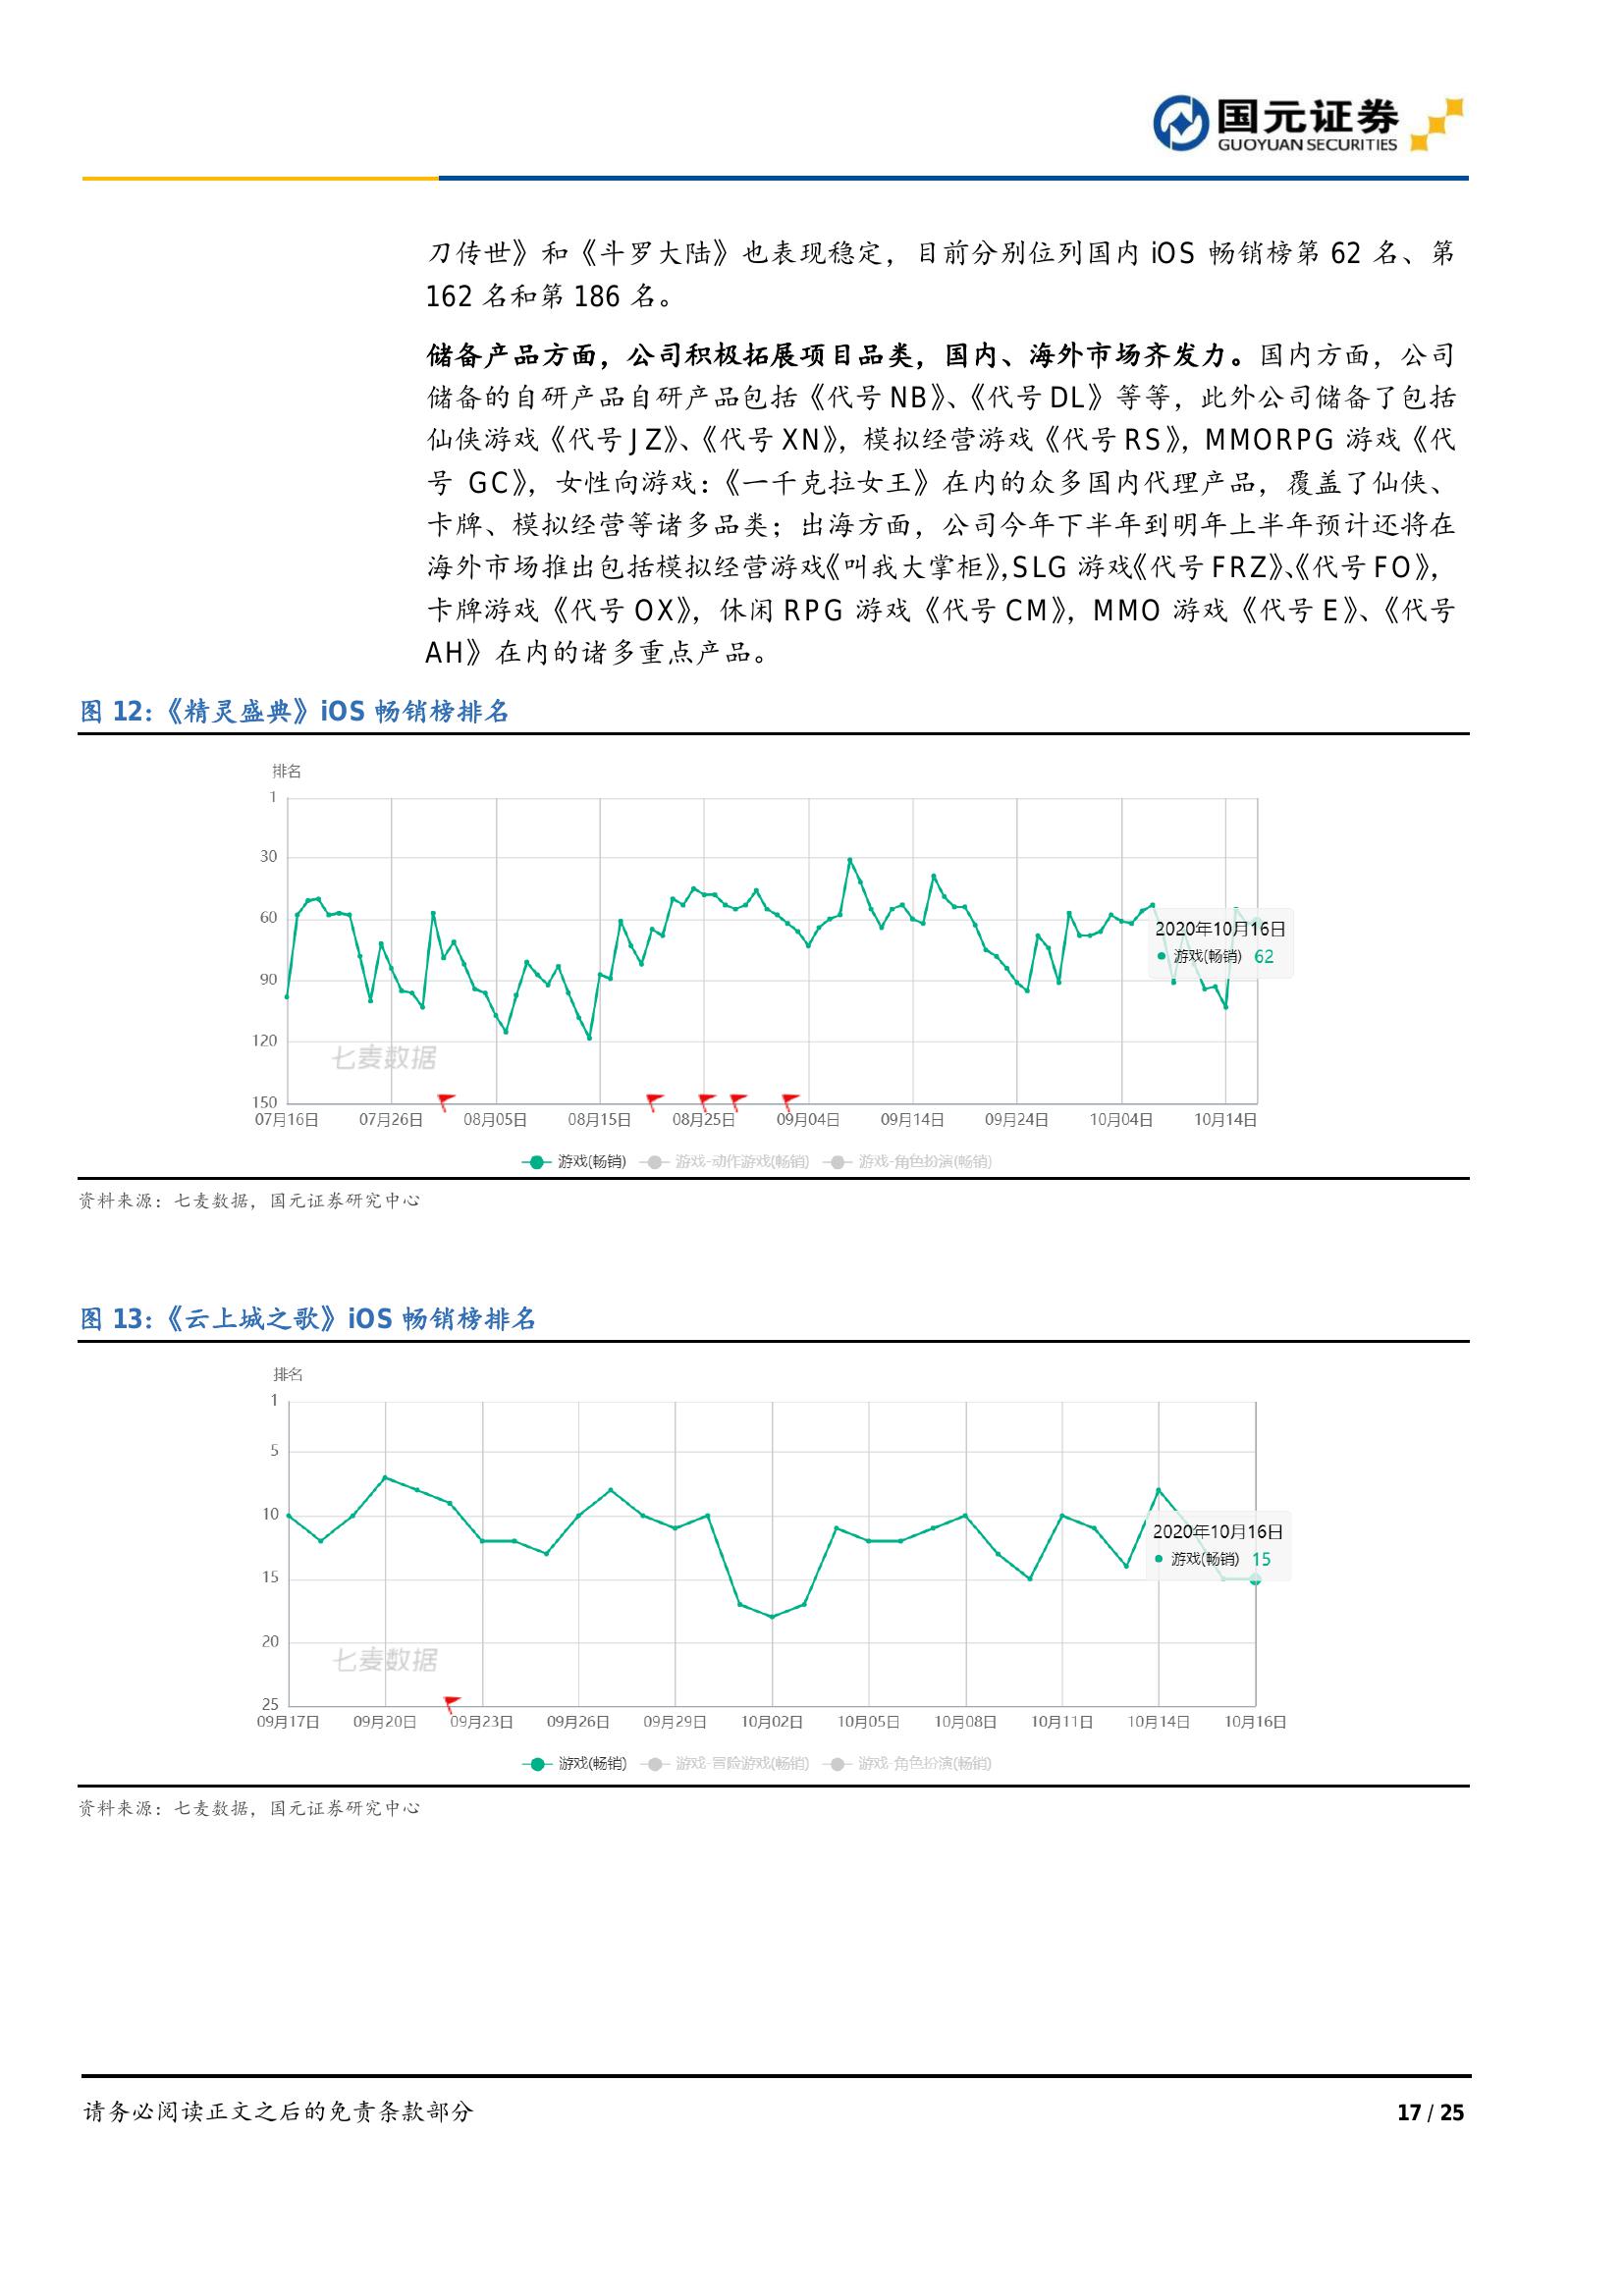 国元证券
GUOYUAN SECURITIES
刀传世》和《斗罗大陆》也表现稳定，目前分别位列国内 iOS 畅销榜第 62 名、第
162 名和第 186 名。
储备产品方面，公司积极拓展项目品类，国内、海外市场齐发力。国内方面，公司
储备的自研产品自研产品包括《代号 NB》、《代号 DL》等等，此外公司储备了包括
仙侠游戏《代号 JZ》、《代号 XN》，模拟经营游戏《代号 RS》，MMORPG 游戏《代
号 GC》，女性向游戏：《一千克拉女王》在内的众多国内代理产品，覆盖了仙侠、
卡牌、模拟经营等诸多品类；出海方面，公司今年下半年到明年上半年预计还将在
海外市场推出包括模拟经营游戏《叫我大掌柜》，SLG 游戏《代号 FRZ》、《代号 FO》，
卡牌游戏《代号 OX》，休闲 RPG 游戏《代号 CM》，MMO 游戏《代号 E》、《代号
AH》在内的诸多重点产品。
图 12：《精灵盛典》iOS 畅销榜排名
排名
1
30
60
90
120
150
2020年10月16日
游戏(畅销) 62
七麦数据
07月16日 07月26日 08月05日 08月15日 08月25日 09月04日 09月14日 09月24日 10月04日 10月14日
游戏(畅销) 游戏-动作游戏(畅销) 游戏-角色扮演(畅销)
资料来源：七麦数据，国元证券研究中心
图 13：《云上城之歌》iOS 畅销榜排名
排名
1
5
10
15
20
25
2020年10月16日
游戏(畅销) 15
七麦数据
09月17日 09月20日 09月23日 09月26日 09月29日 10月02日 10月05日 10月08日 10月11日 10月14日 10月16日
游戏(畅销) 游戏-冒险游戏(畅销) 游戏-角色扮演(畅销)
资料来源：七麦数据，国元证券研究中心
请务必阅读正文之后的免责条款部分
17 / 25